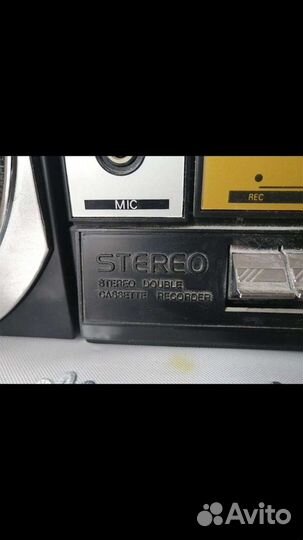 MIC
REC
STEREO
STEREO DOUBLE
CASSETTE RECORDER
Avito